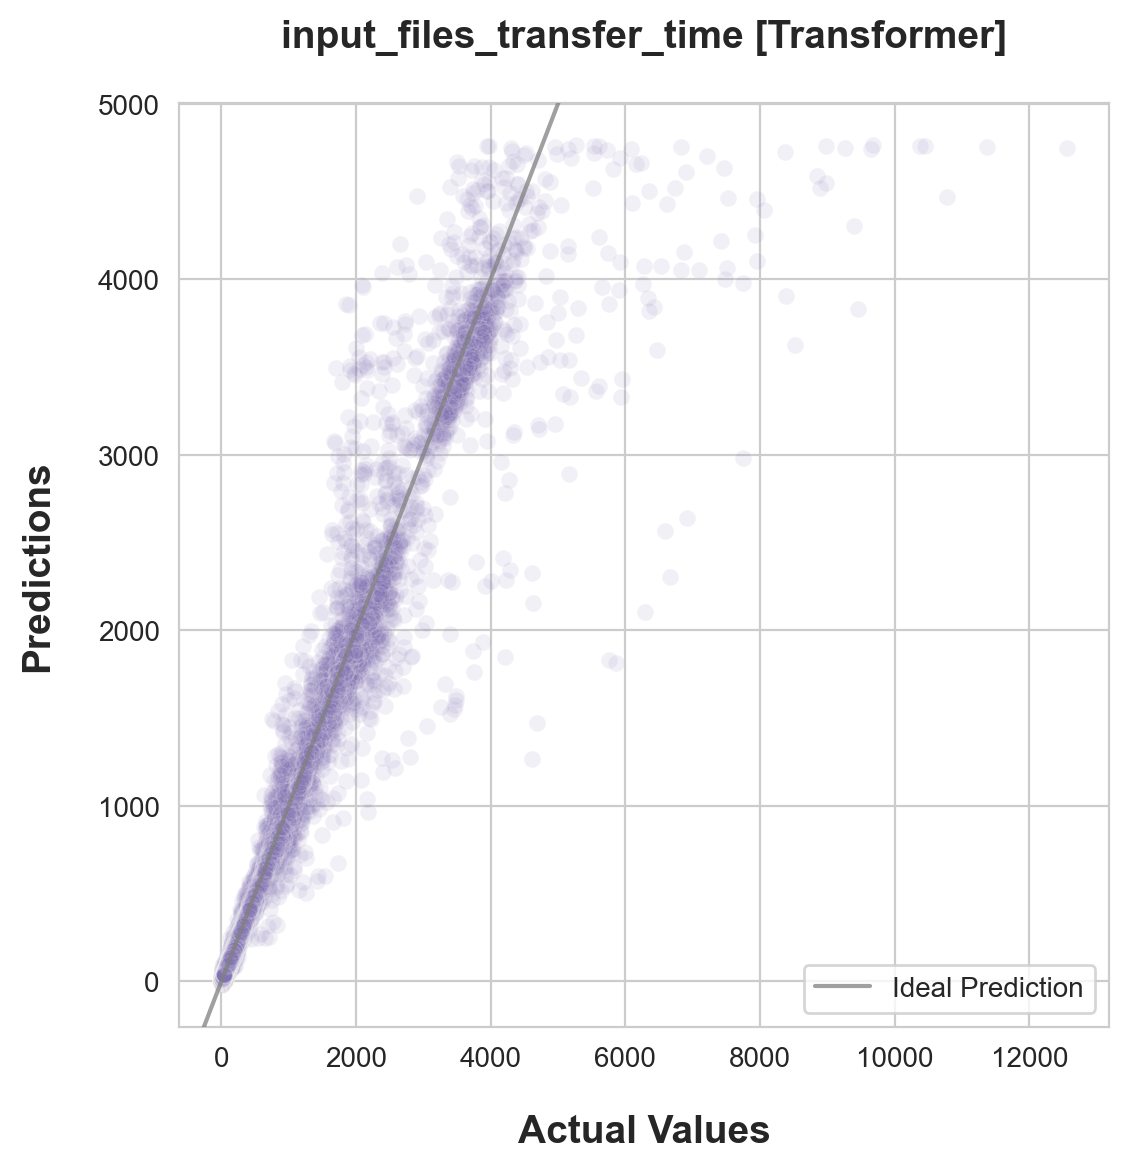 input_files_transfer_time [Transformer]
5000
4000
3000
2000
1000
0
Predictions
Ideal Prediction
0 2000 4000 6000 8000 10000 12000
Actual Values